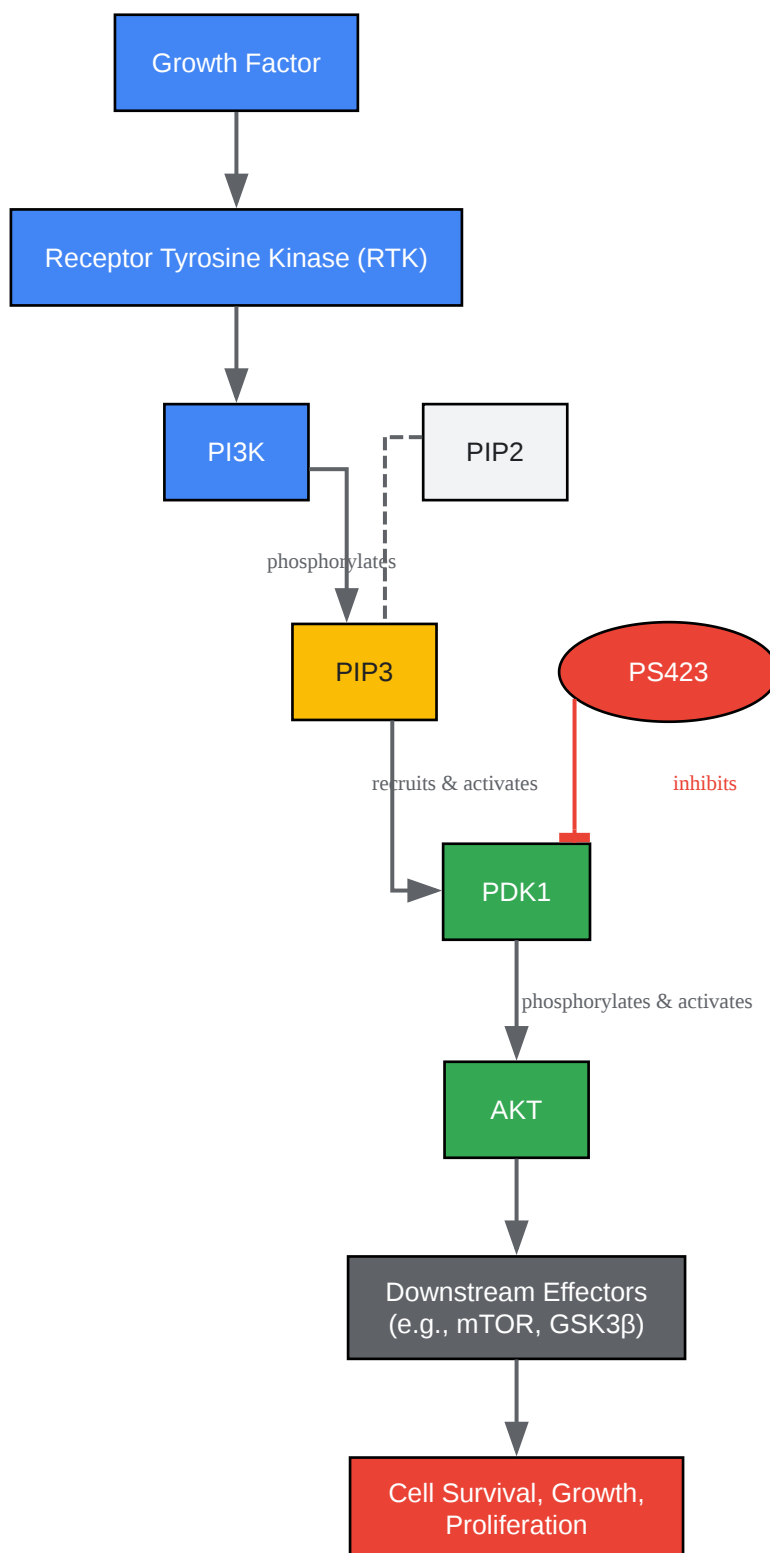 Growth Factor
Receptor Tyrosine Kinase (RTK)
PI3K
PIP2
phosphorylates
PIP3
PS423
recruits & activates
inhibits
PDK1
phosphorylates & activates
AKT
Downstream Effectors
(e.g., mTOR, GSK3β)
Cell Survival, Growth,
Proliferation